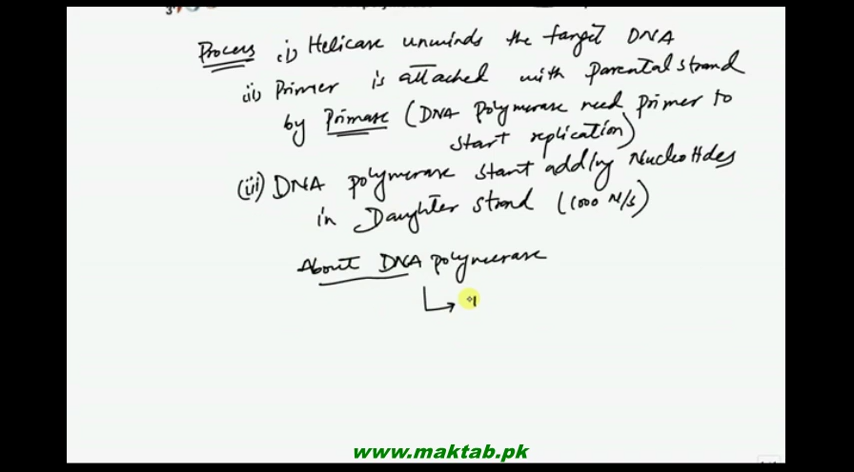 Process (i) Helicase unwinds the target DNA
(ii) Primer is attached with parental strand
by Primase (DNA polymerase need primer to
start replication)
(iii) DNA polymerase start adding Nucleotides
in Daughter strand (1000 N/s)
About DNA polymerase
www.maktab.pk